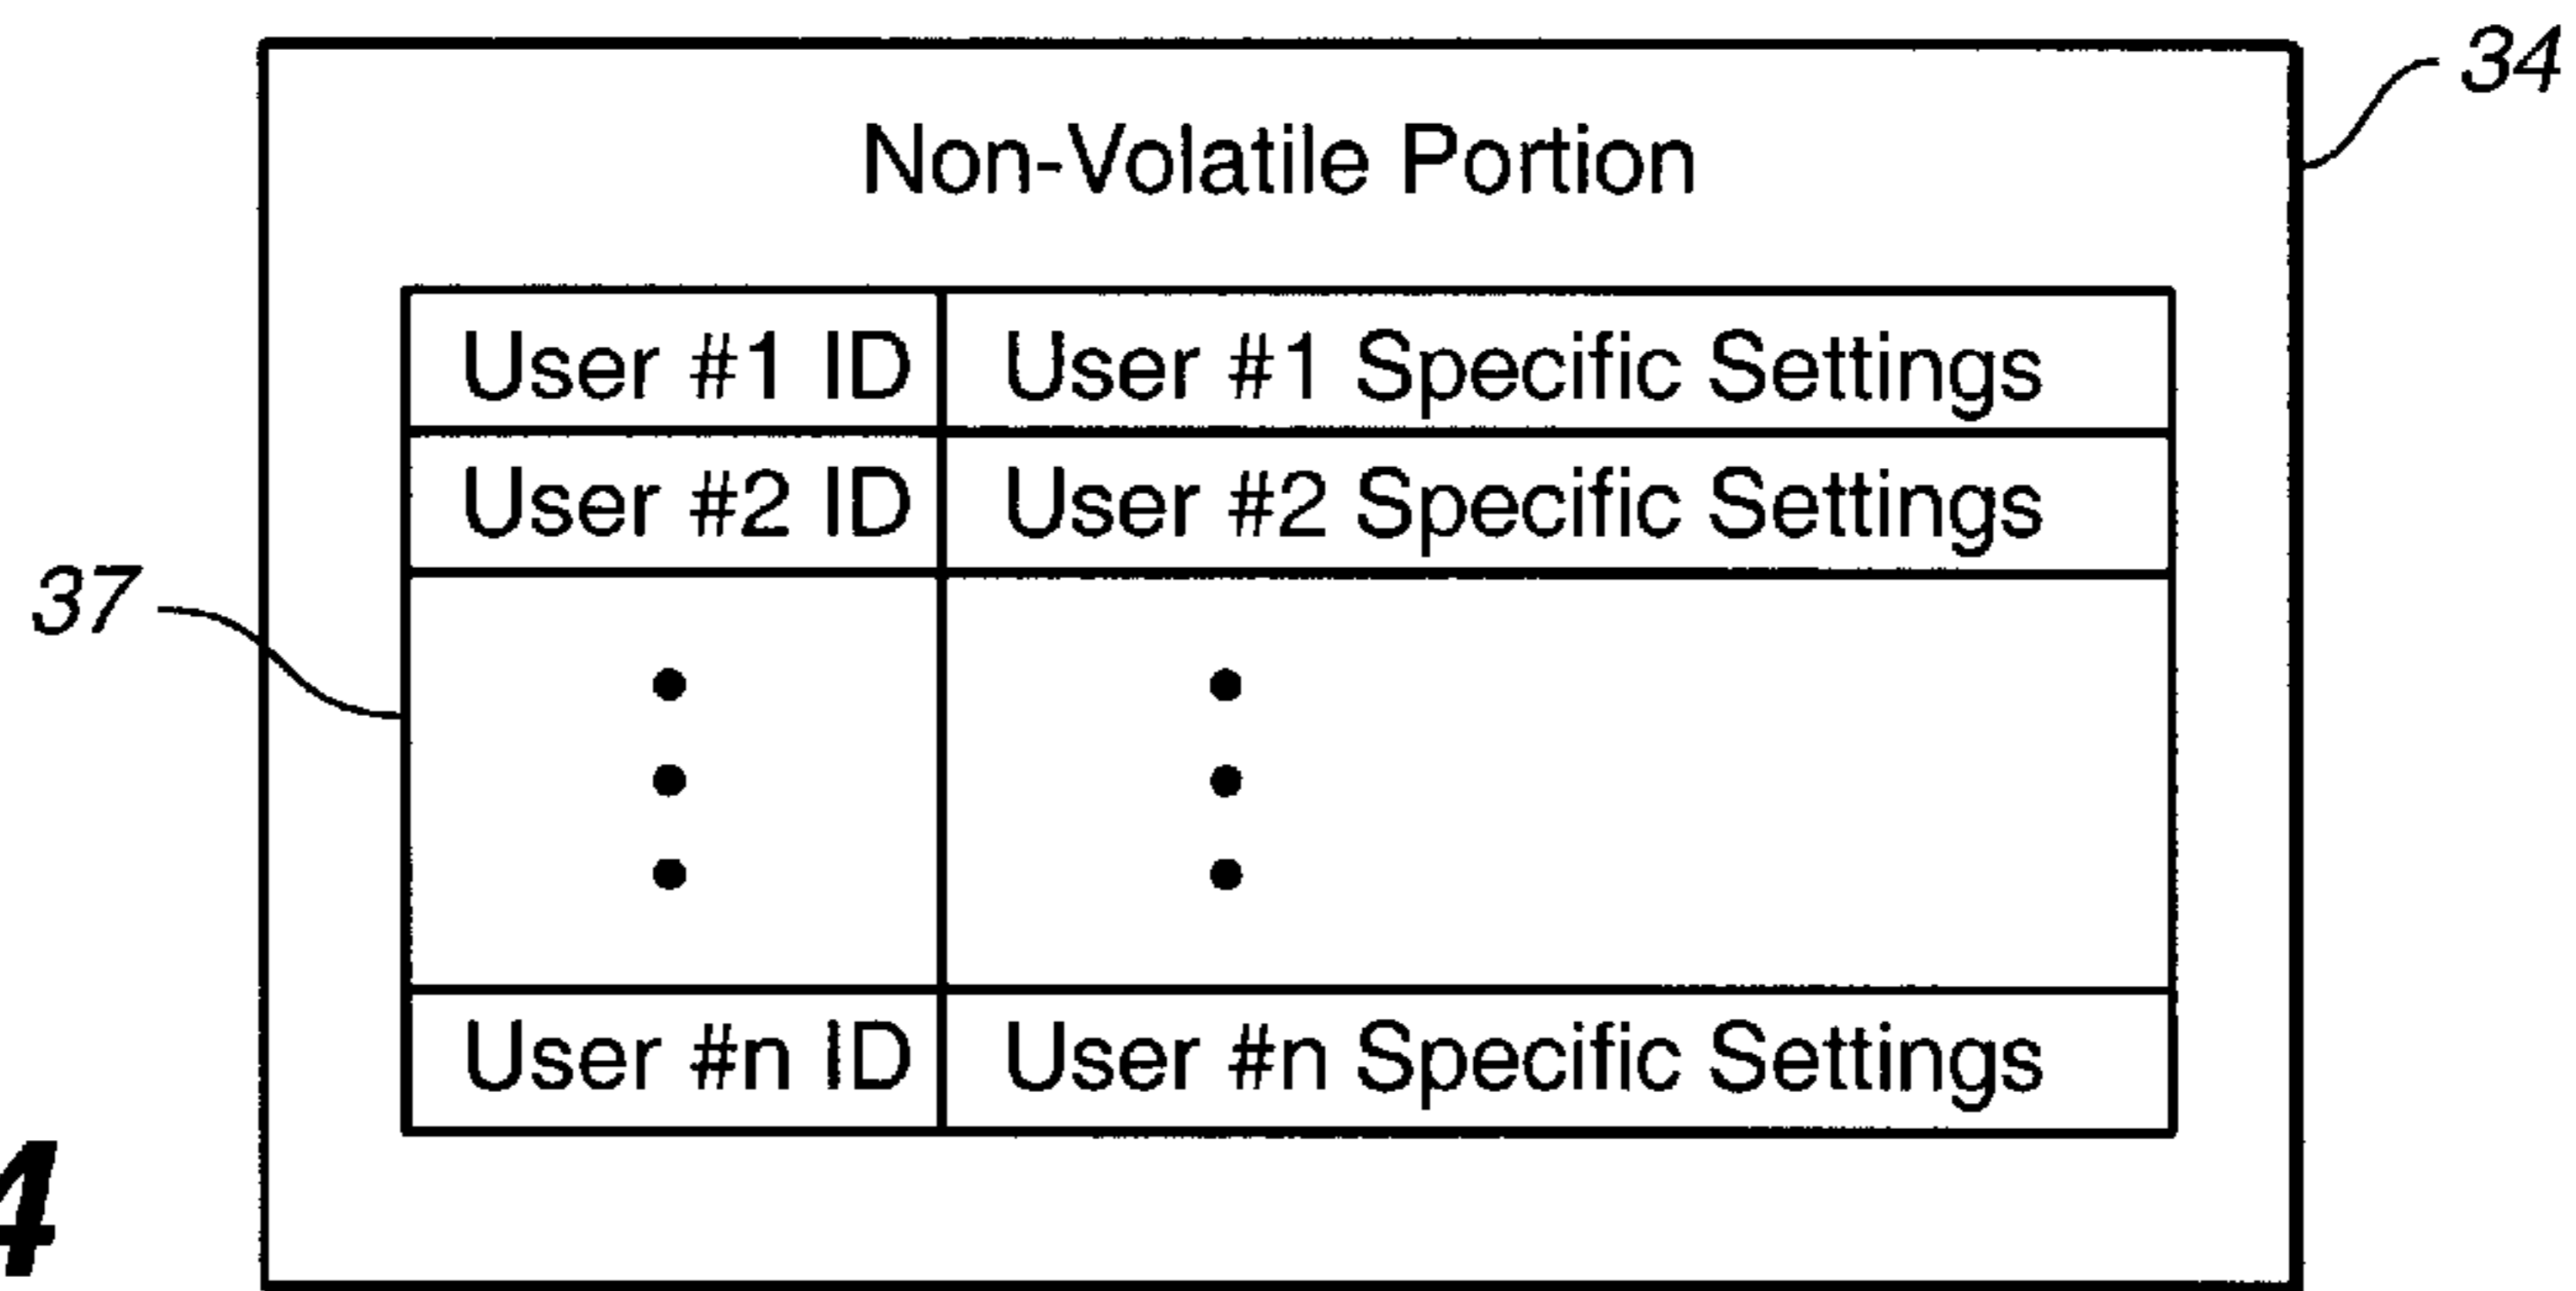 34
Non-Volatile Portion
User #1 ID User #1 Specific Settings
User #2 ID User #2 Specific Settings
37
User #n ID User #n Specific Settings
4